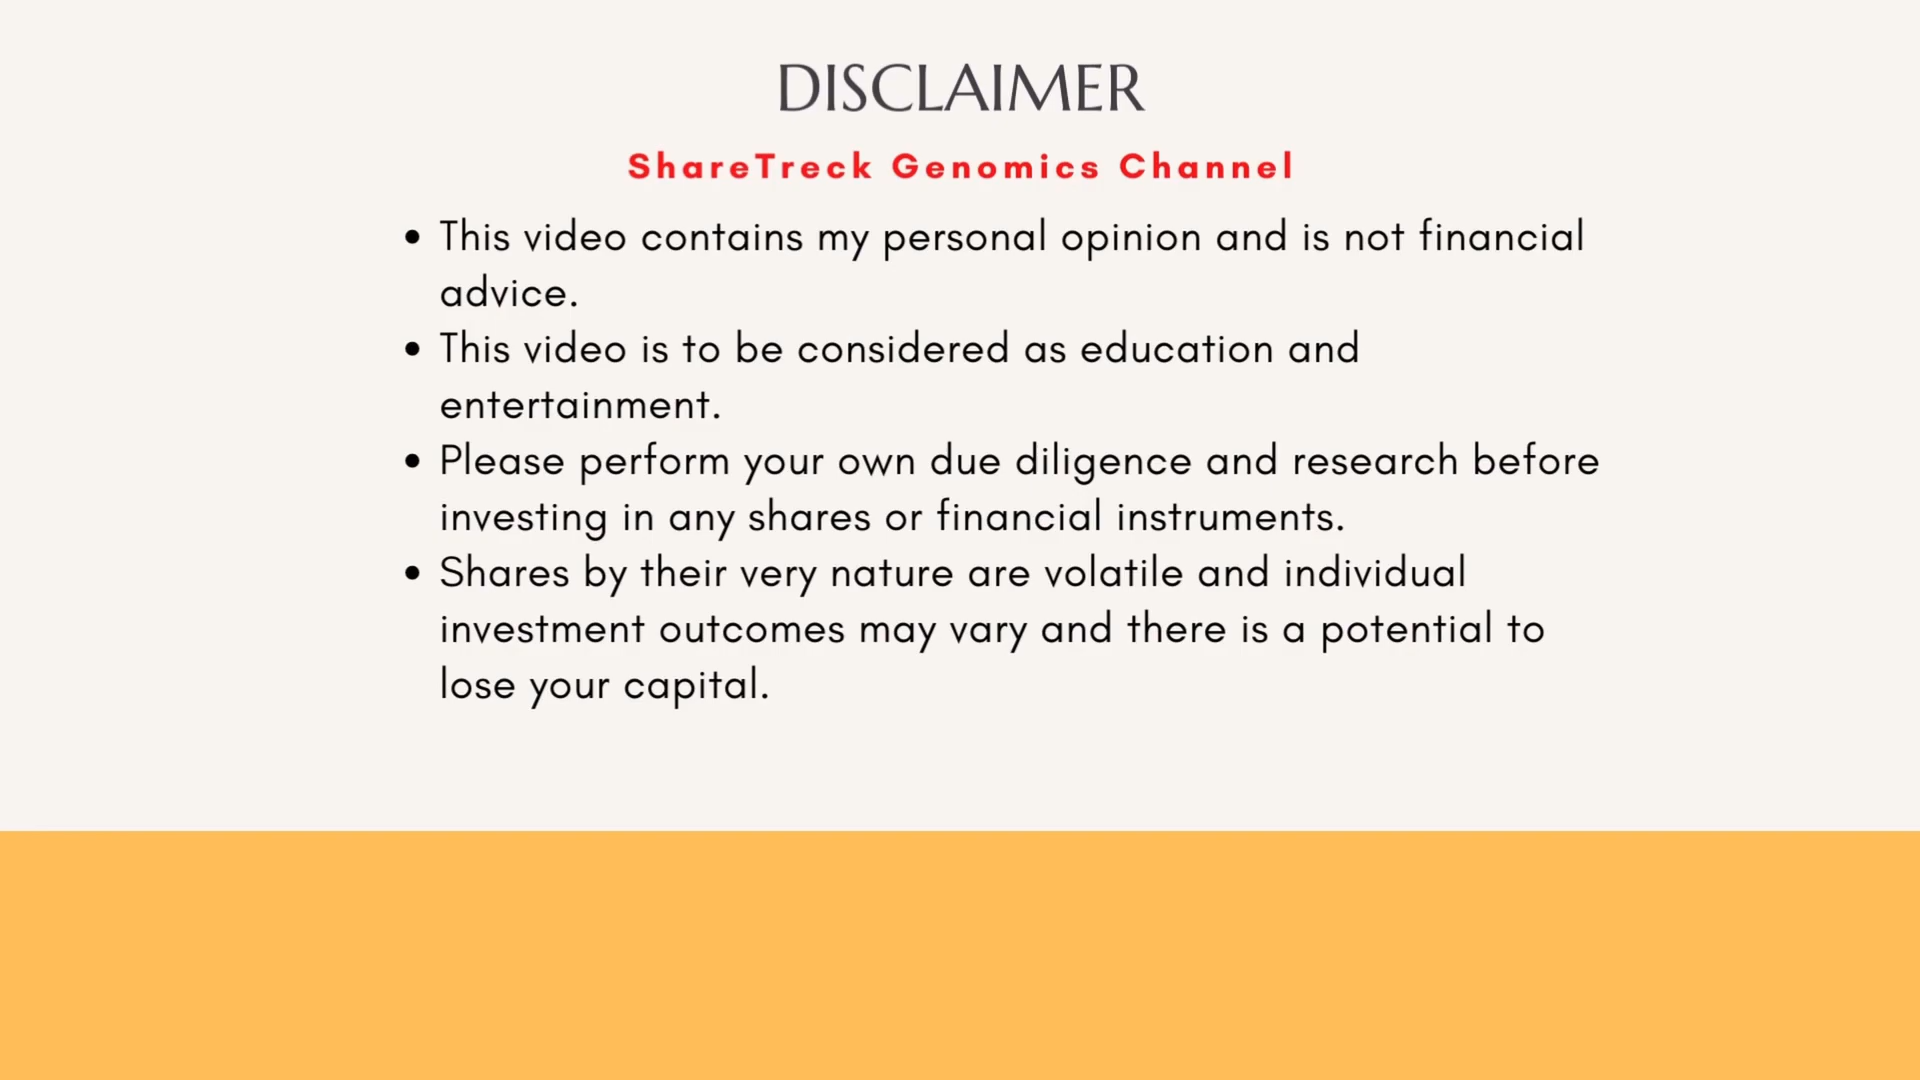 DISCLAIMER
ShareTreck Genomics Channel
• This video contains my personal opinion and is not financial
advice.
• This video is to be considered as education and
entertainment.
• Please perform your own due diligence and research before
investing in any shares or financial instruments.
• Shares by their very nature are volatile and individual
investment outcomes may vary and there is a potential to
lose your capital.